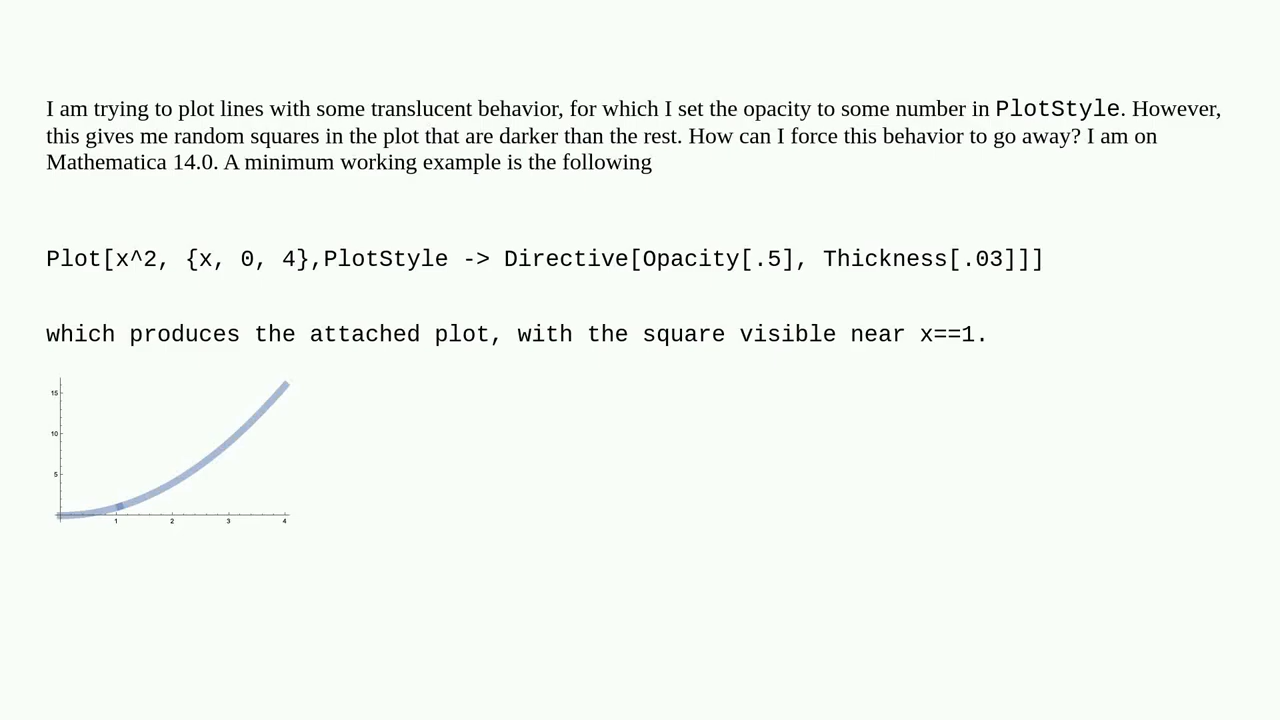 I am trying to plot lines with some translucent behavior, for which I set the opacity to some number in PlotStyle. However,
this gives me random squares in the plot that are darker than the rest. How can I force this behavior to go away? I am on
Mathematica 14.0. A minimum working example is the following
Plot[x^2, {x, 0, 4},PlotStyle -> Directive[Opacity[.5], Thickness[.03]]]
which produces the attached plot, with the square visible near x==1.
15
10
5
1 2 3 4